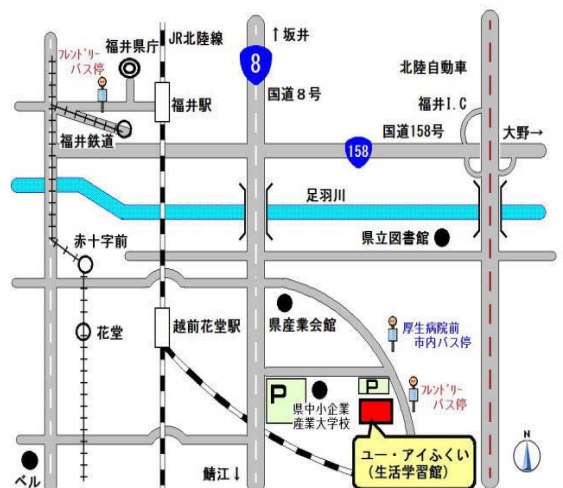 ↑坂井
JR北陸線
福井県庁
フレンドリー
バス停
8
北陸自動車
国道8号
福井I.C
福井駅
国道158号
大野→
福井鉄道
158
足羽川
赤十字前
県立図書館
花堂
越前花堂駅
県産業会館
厚生病院前
市内バス停
P
P
県中小企業
産業大学校
フレンドリー
バス停
ユー・アイふくい
(生活学習館)
ベル
鯖江↓
N